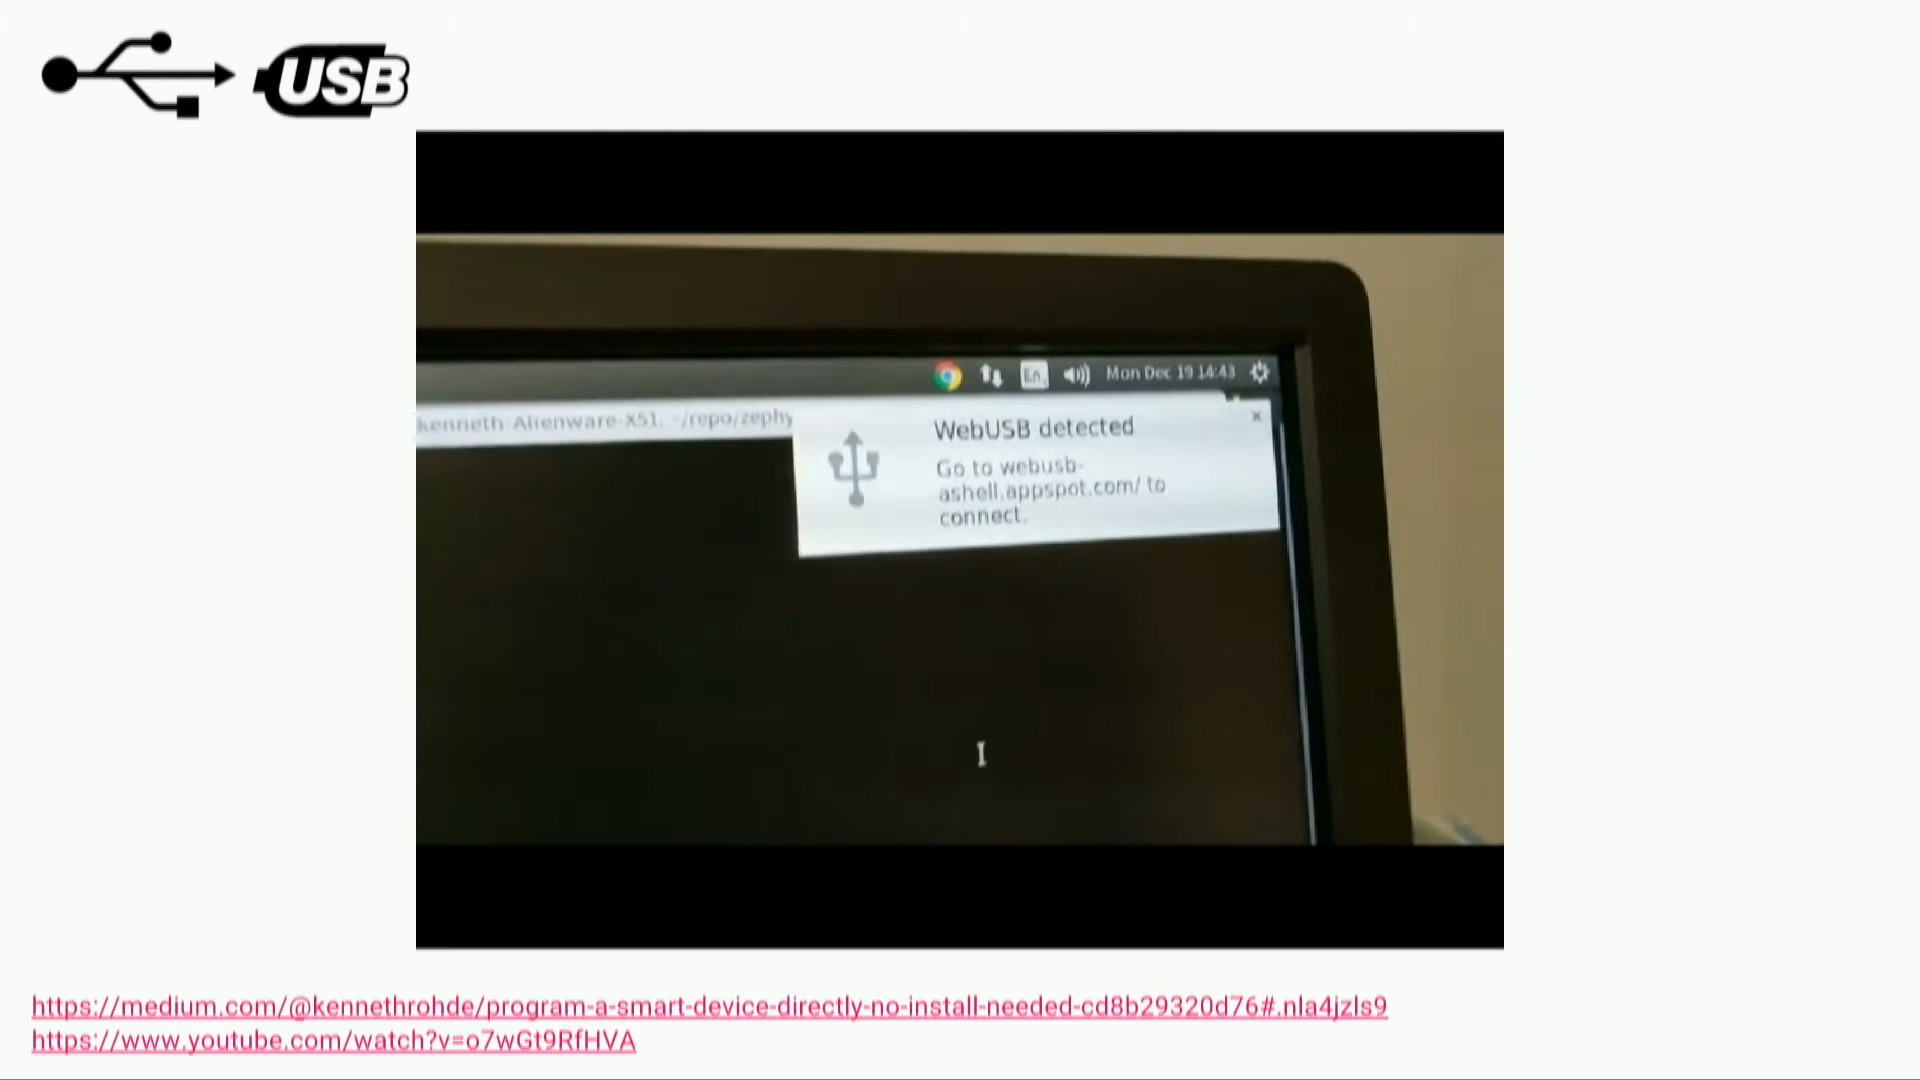 USB
En
Mon Dec 19 14:43
kenneth-Alienware-X51: ~/repo/zephy
WebUSB detected
Go to webusb-
ashell.appspot.com/ to
connect.
https://medium.com/@kennethrohde/program-a-smart-device-directly-no-install-needed-cd8b29320d76#.nla4jzls9
https://www.youtube.com/watch?v=o7wGt9RfHVA